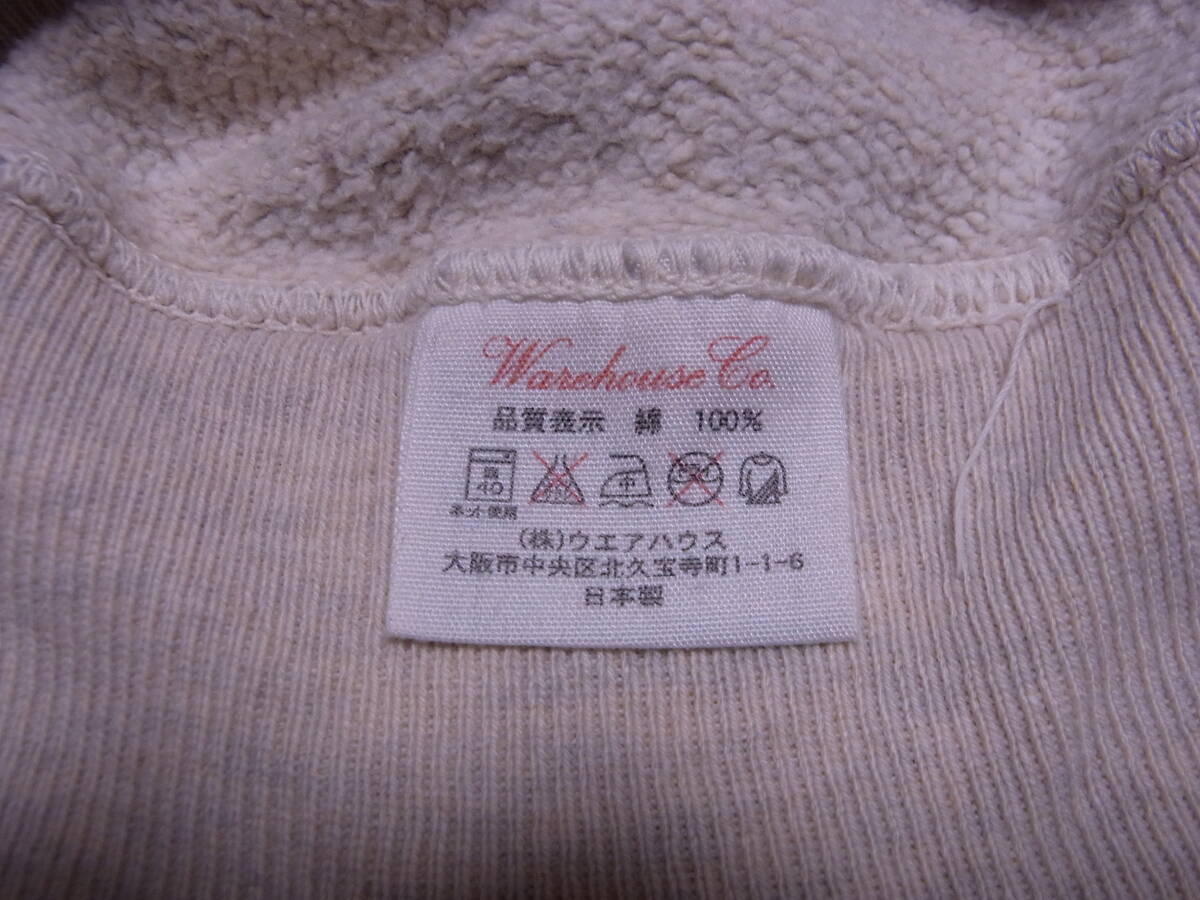 Warehouse Co.
品質表示 綿 100%
40
ネット使用
(株)ウエアハウス
大阪市中央区北久宝寺町1-1-6
日本製